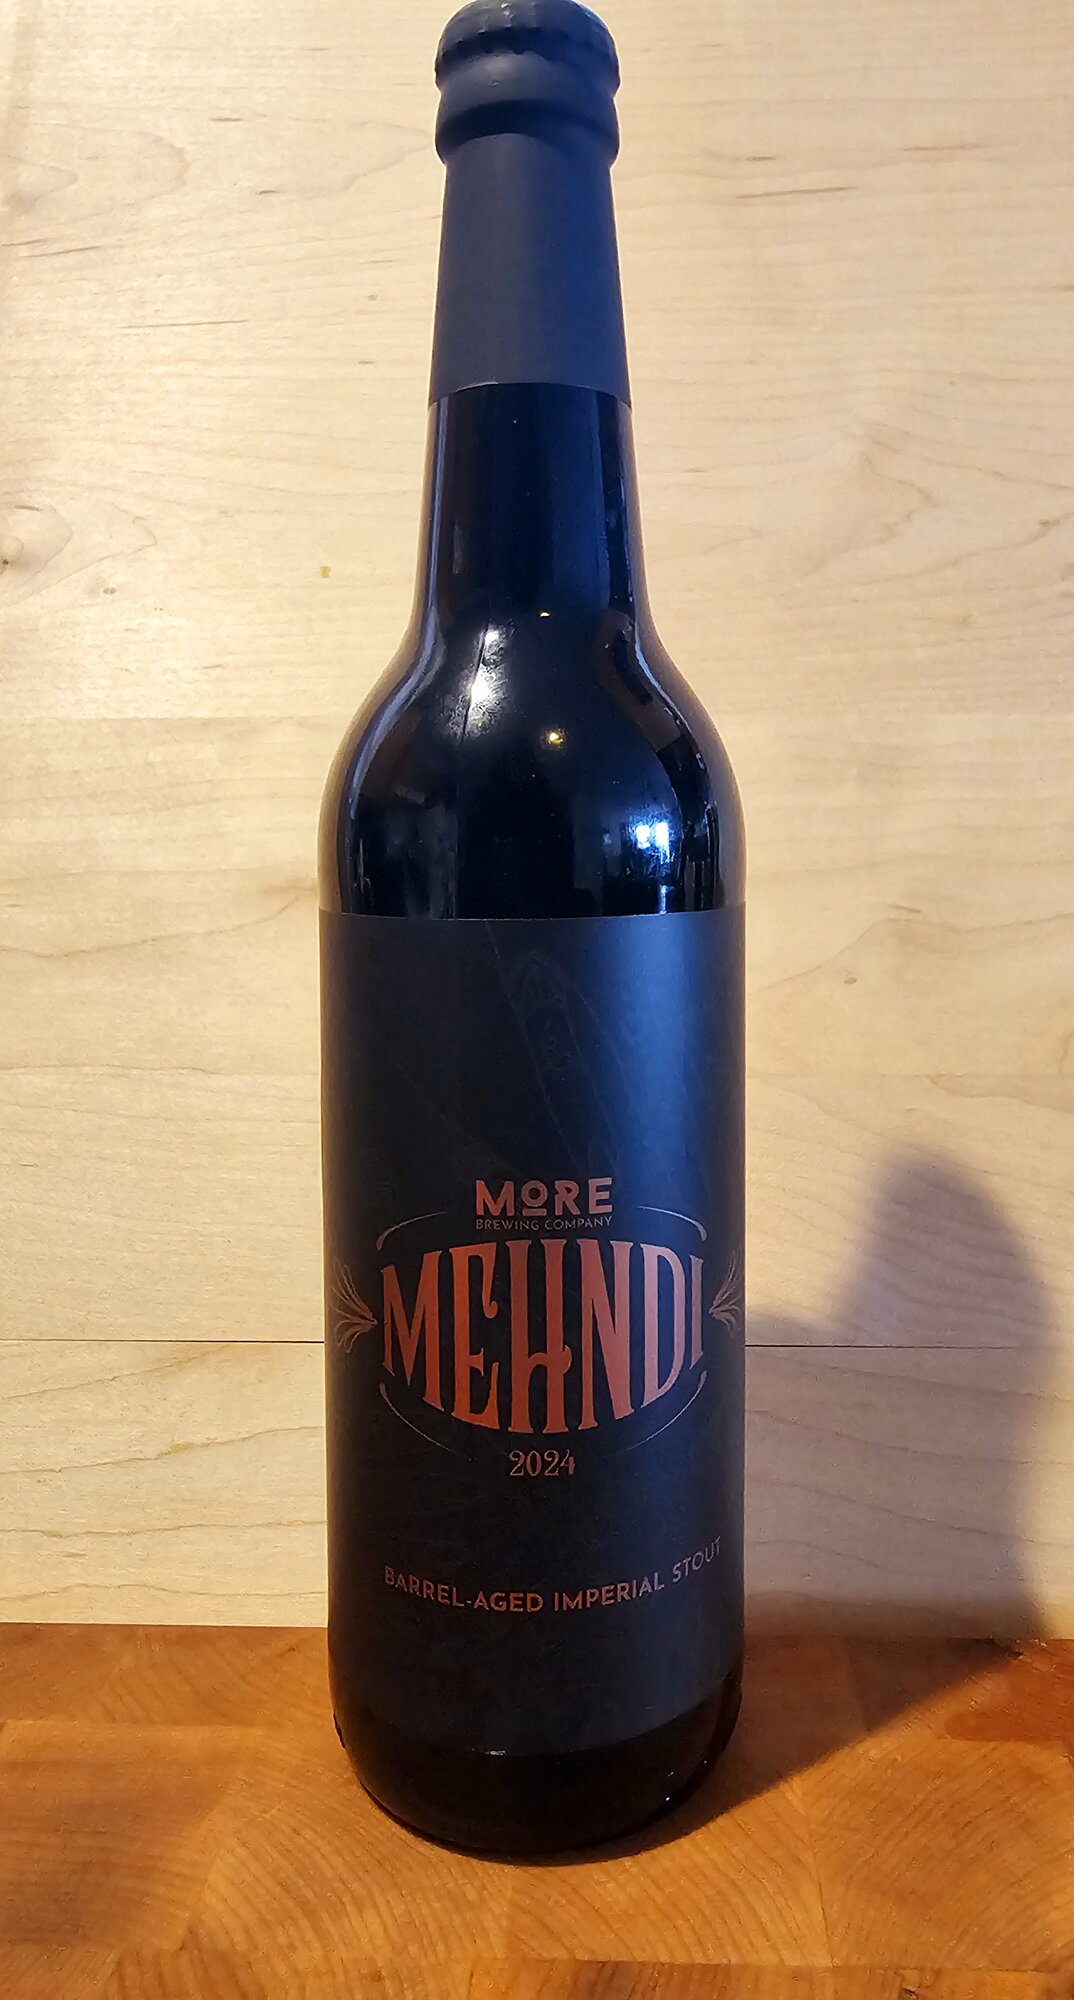 MORE
BREWING COMPANY
MEHNDI
2024
BARREL-AGED IMPERIAL STOUT